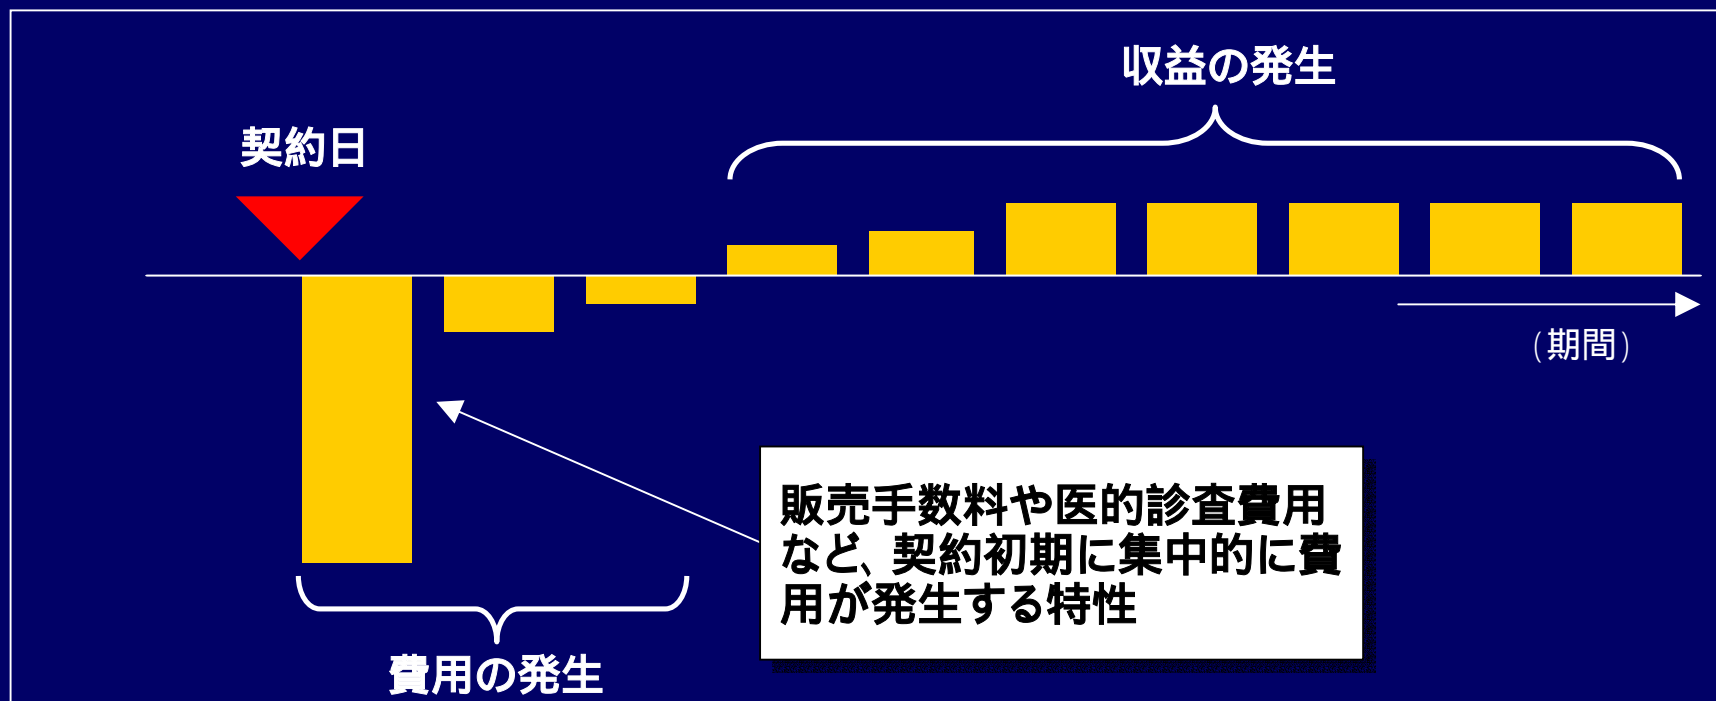 収益の発生
契約日
(期間)
販売手数料や医的診査費用
など、契約初期に集中的に費
用が発生する特性
費用の発生